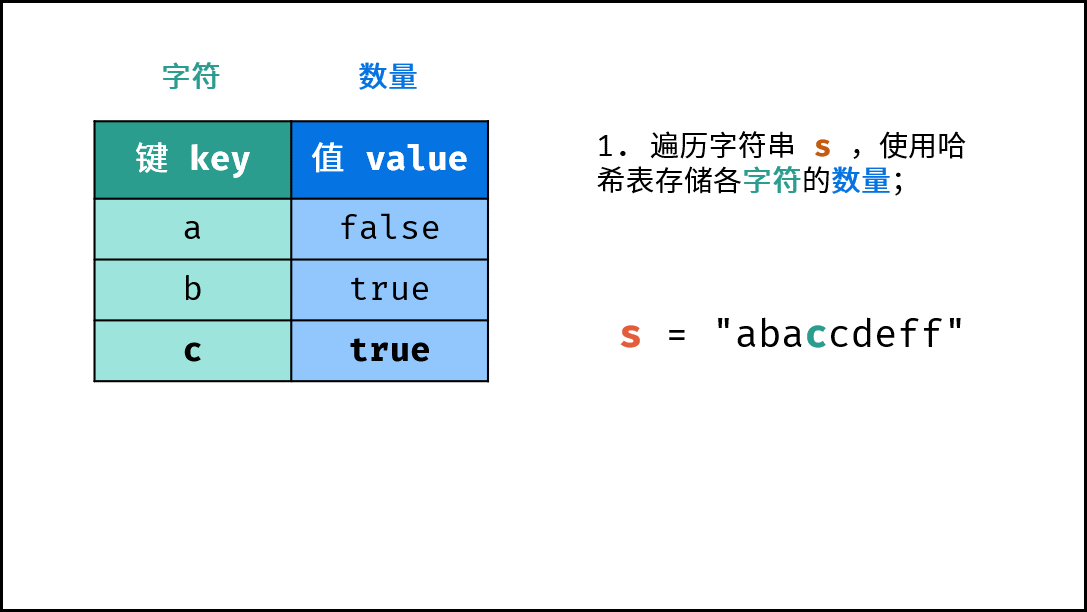 字符 数量
键 key 值 value
a false
b true
c true
1. 遍历字符串 s ，使用哈
希表存储各字符的数量；
s = "abaccdeff"